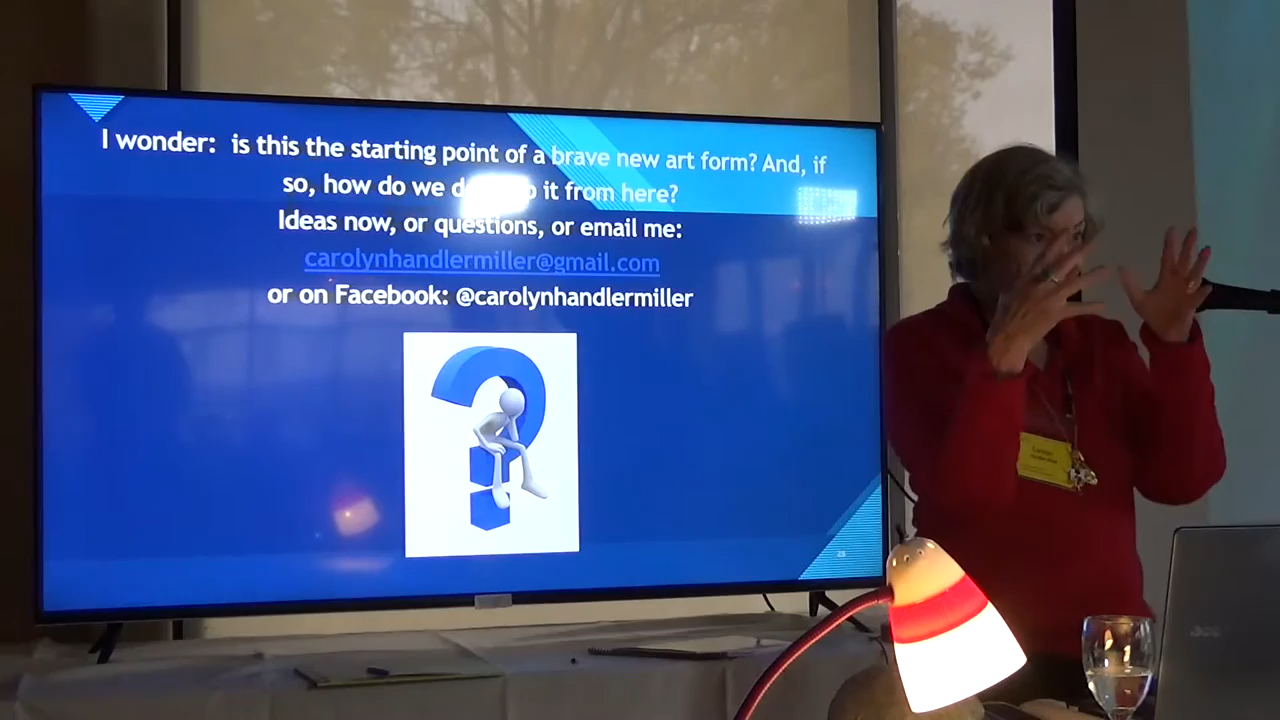 I wonder: is this the starting point of a brave new art form? And, if
so, how do we it from here?
Ideas now, or questions, or email me:
carolynhandlermiller@gmail.com
or on Facebook: @carolynhandlermiller
acer